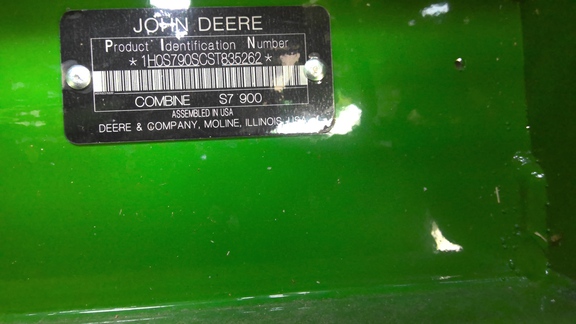 JOHN DEERE
Product Identification Number
*1H0S790SCST835262*
COMBINE S7 900
ASSEMBLED IN USA
DEERE & COMPANY, MOLINE, ILLINOIS, USA